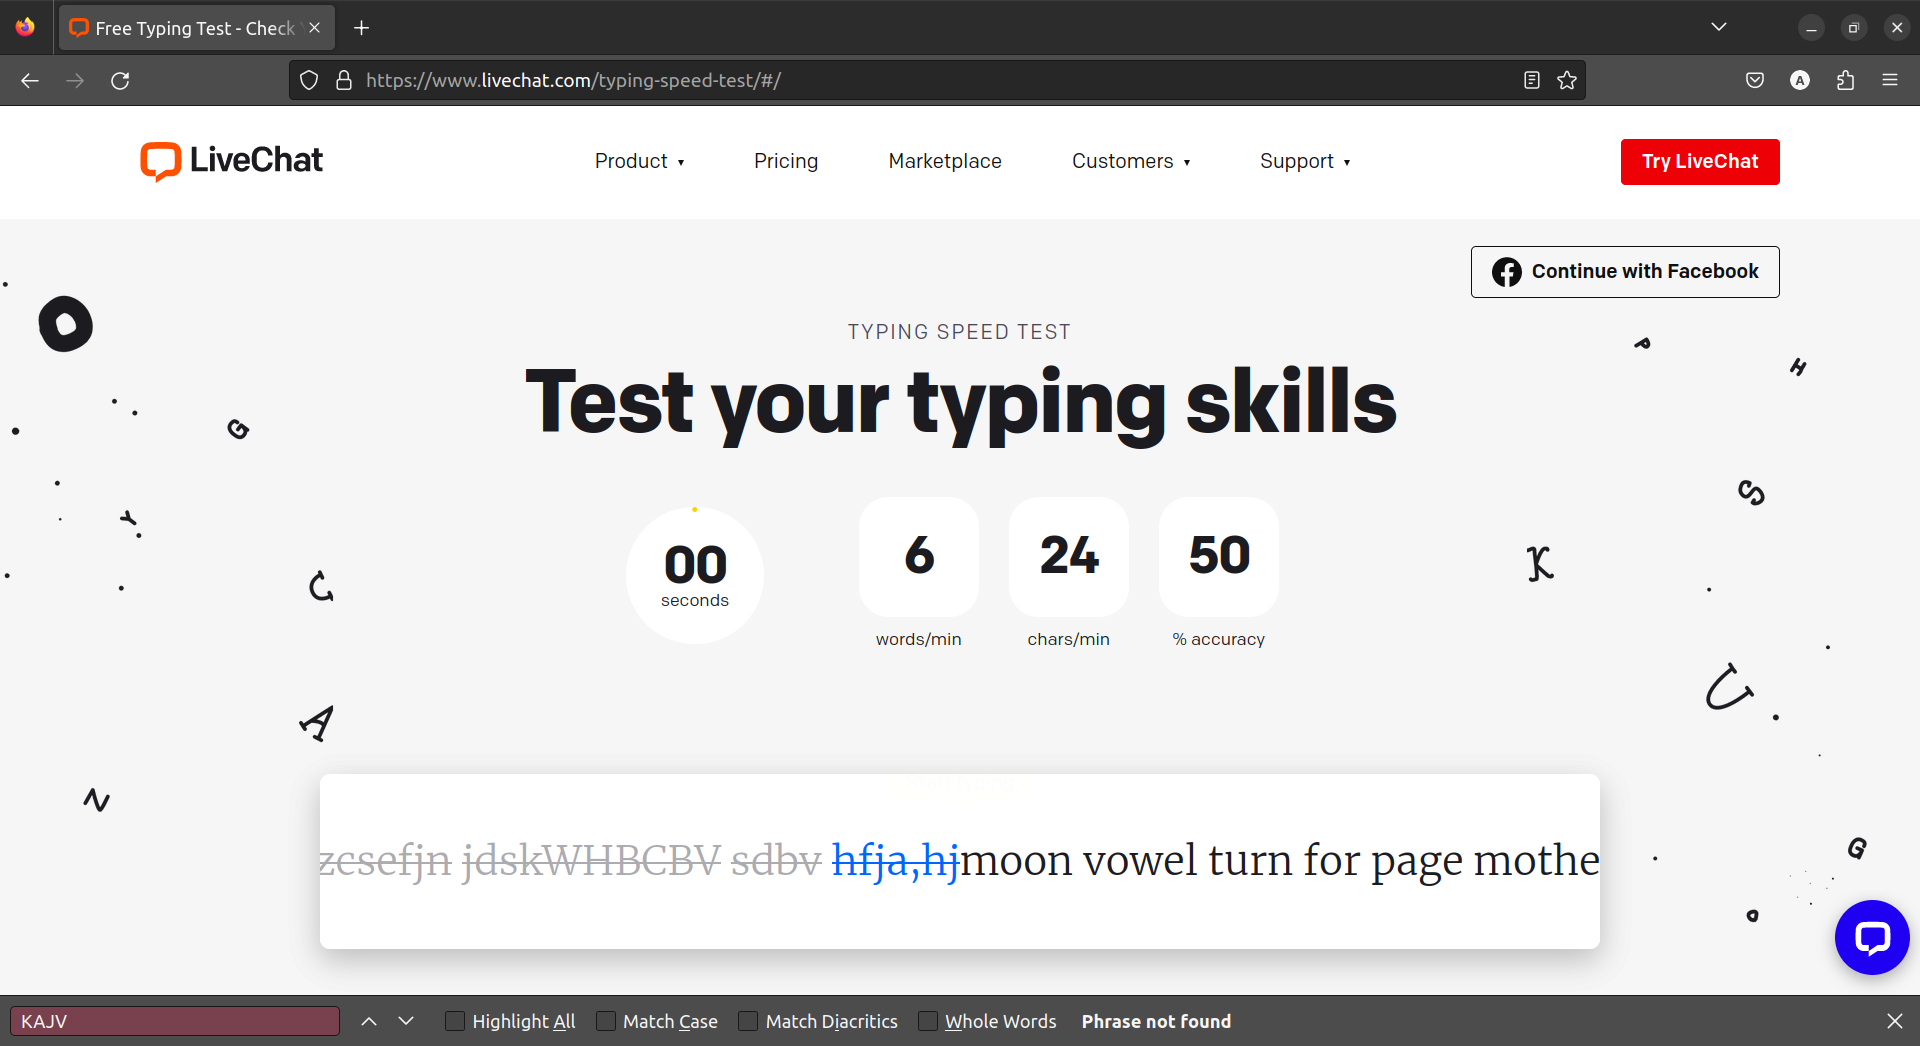 Free Typing Test - Check
https://www.livechat.com/typing-speed-test/#/
A
LiveChat
Product
Pricing
Marketplace
Customers
Support
Try LiveChat
Continue with Facebook
TYPING SPEED TEST
Test your typing skills
00
seconds
6
words/min
24
chars/min
50
% accuracy
zcsefjn jdskWHBCBV sdbv hfja,hjmoon vowel turn for page mothe
O
G
Y
C
A
N
P
H
S
K
U
G
O
KAJV
Highlight All
Match Case
Match Diacritics
Whole Words
Phrase not found